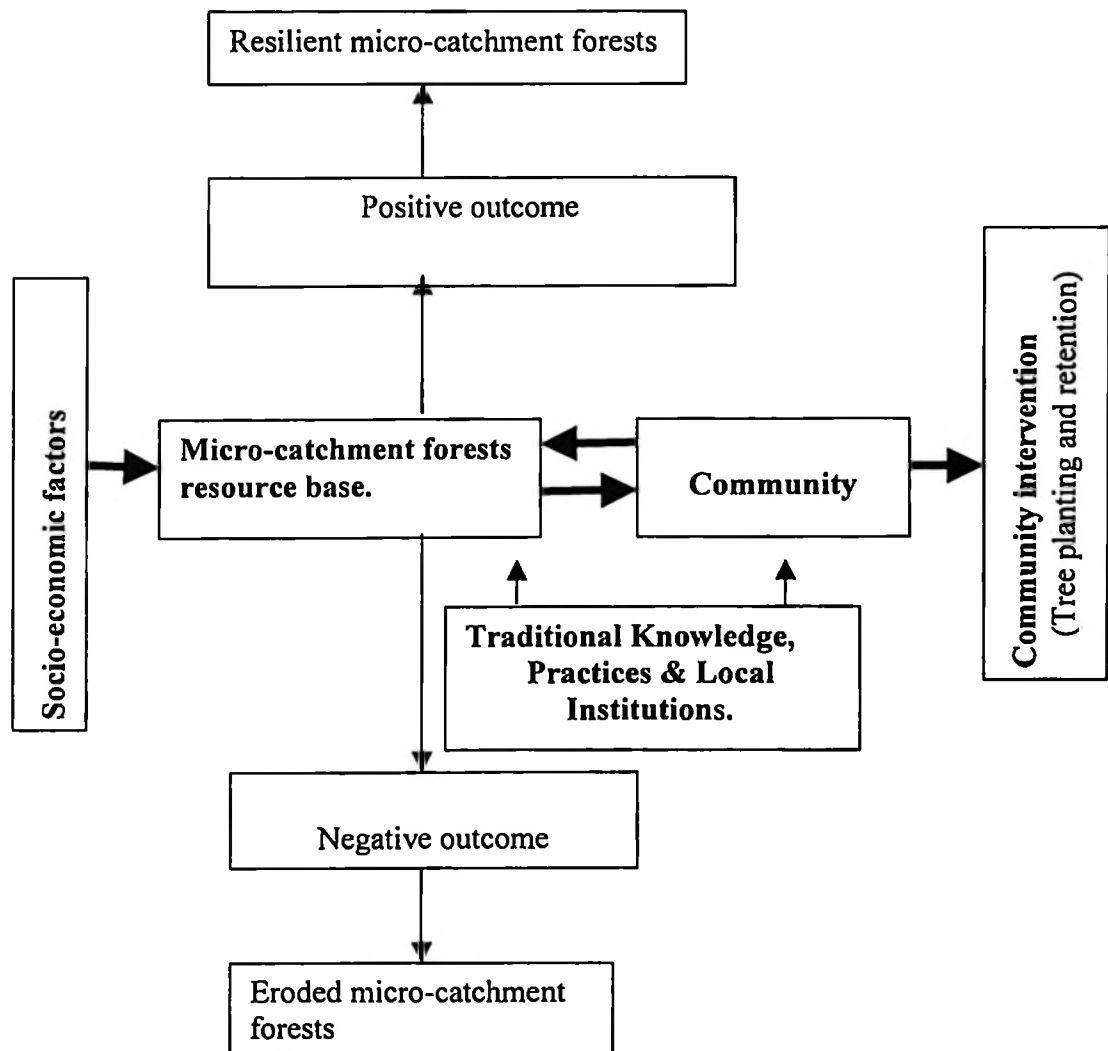 Resilient micro-catchment forests
Positive outcome
Socio-economic factors
Micro-catchment forests
resource base.
Community
Community intervention
(Tree planting and retention)
Traditional Knowledge,
Practices & Local
Institutions.
Negative outcome
Eroded micro-catchment
forests